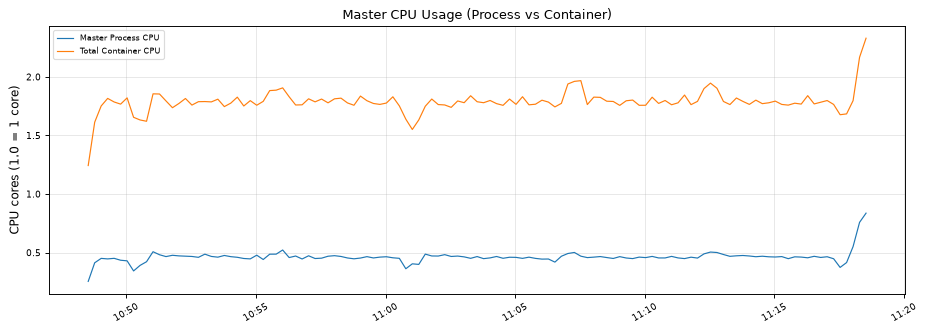 Master CPU Usage (Process vs Container)
Master Process CPU
Total Container CPU
CPU cores (1.0 = 1 core)
2.0
1.5
1.0
0.5
10:50
10:55
11:00
11:05
11:10
11:15
11:20